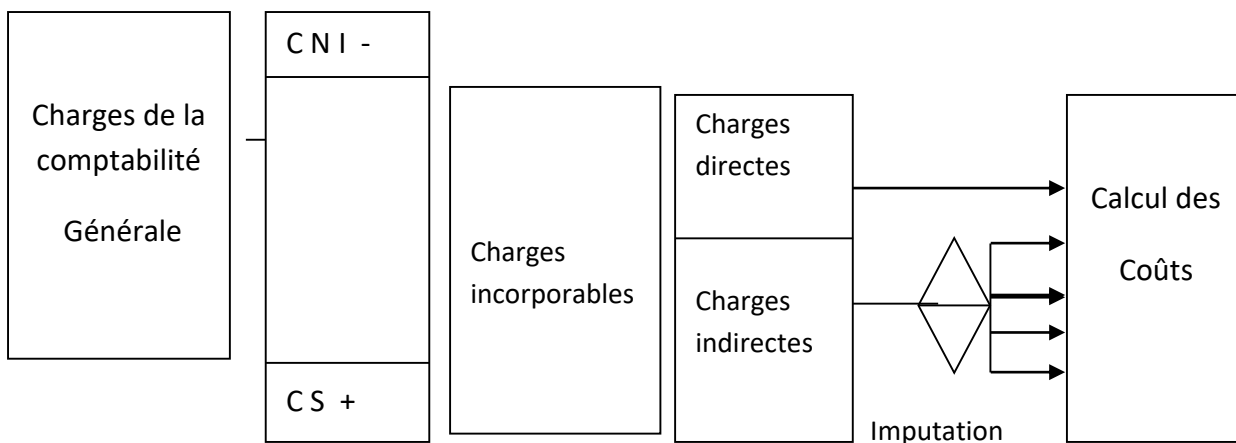 Charges de la
comptabilité
Générale
C N I -
C S +
Charges
incorporables
Charges
directes
Charges
indirectes
Imputation
Calcul des
Coûts